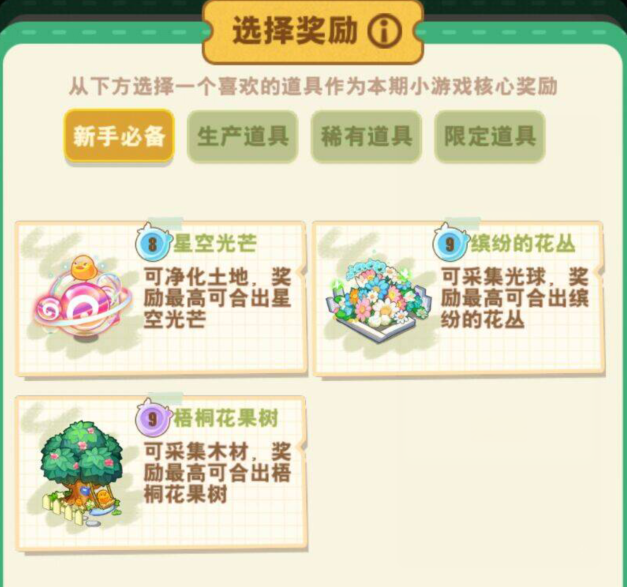 选择奖励
从下方选择一个喜欢的道具作为本期小游戏核心奖励
新手必备 生产道具 稀有道具 限定道具
8 星空光芒
可净化土地，奖
励最高可合出星
空光芒
9 缤纷的花丛
可采集光球，奖
励最高可合出缤
纷的花丛
9 梧桐花果树
可采集木材，奖
励最高可合出梧
桐花果树